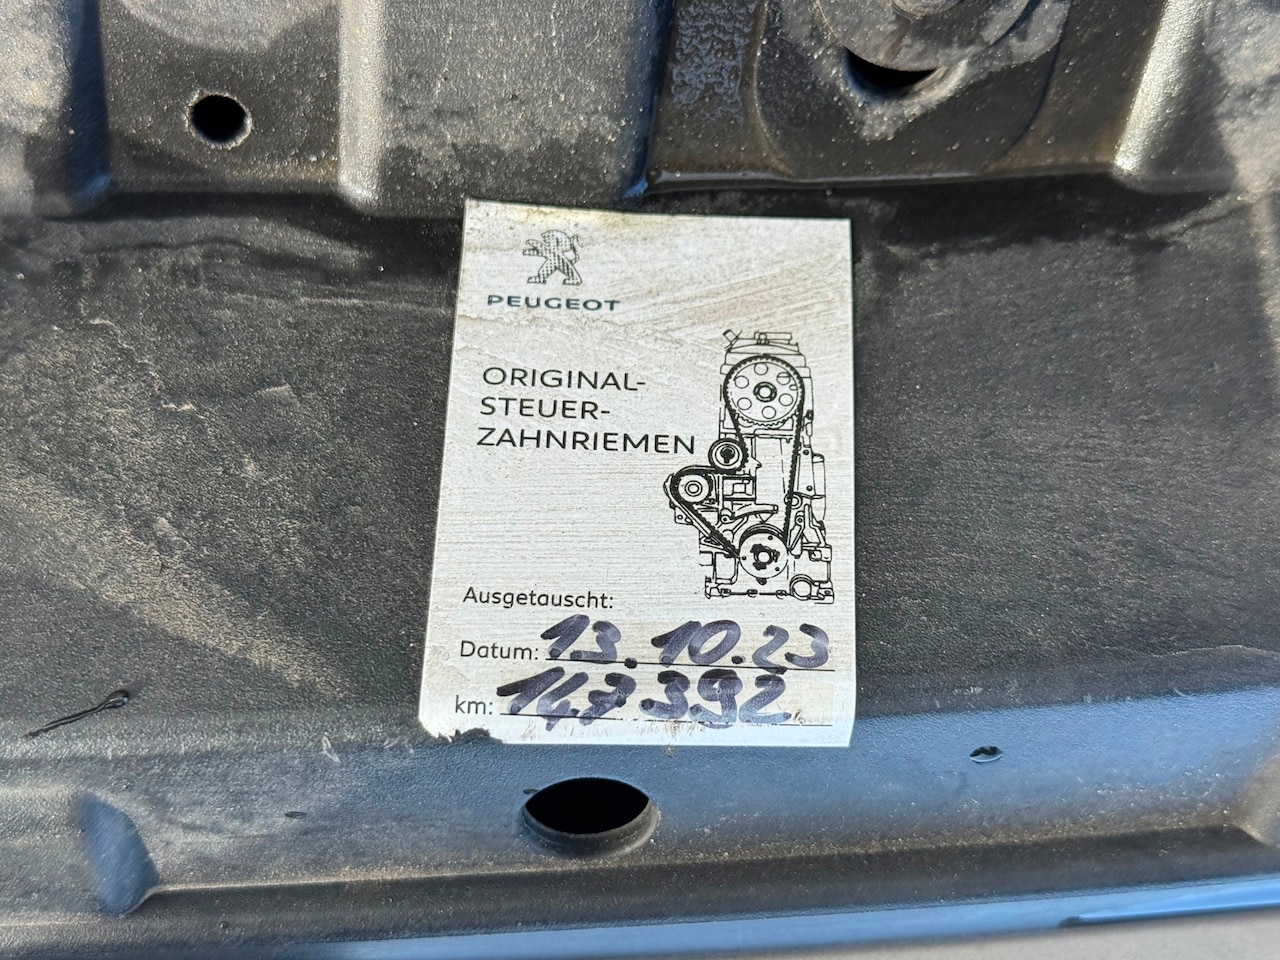 PEUGEOT
ORIGINAL-
STEUER-
ZAHNRIEMEN
Ausgetauscht:
Datum: 13.10.23
km: 147392